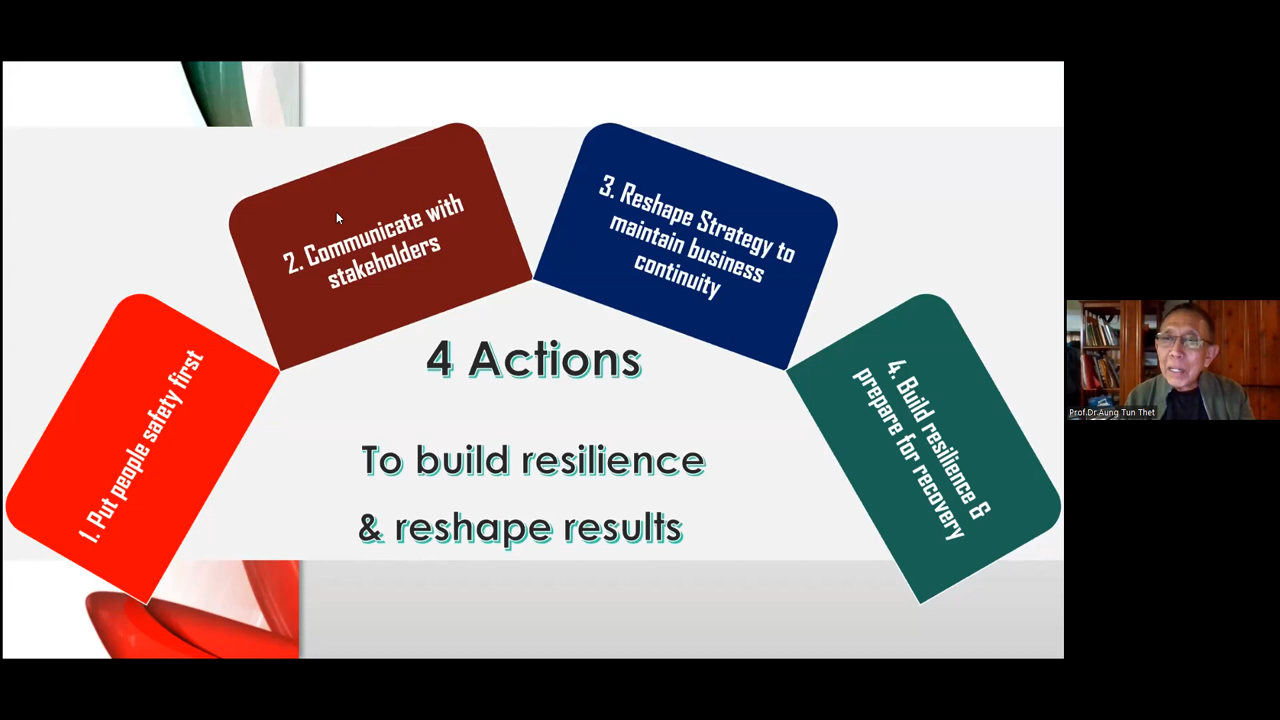 1. Put people safety first
2. Communicate with
stakeholders
3. Reshape Strategy to
maintain business
continuity
4. Build resilience &
prepare for recovery
4 Actions
To build resilience
& reshape results
Prof.Dr.Aung Tun Thet